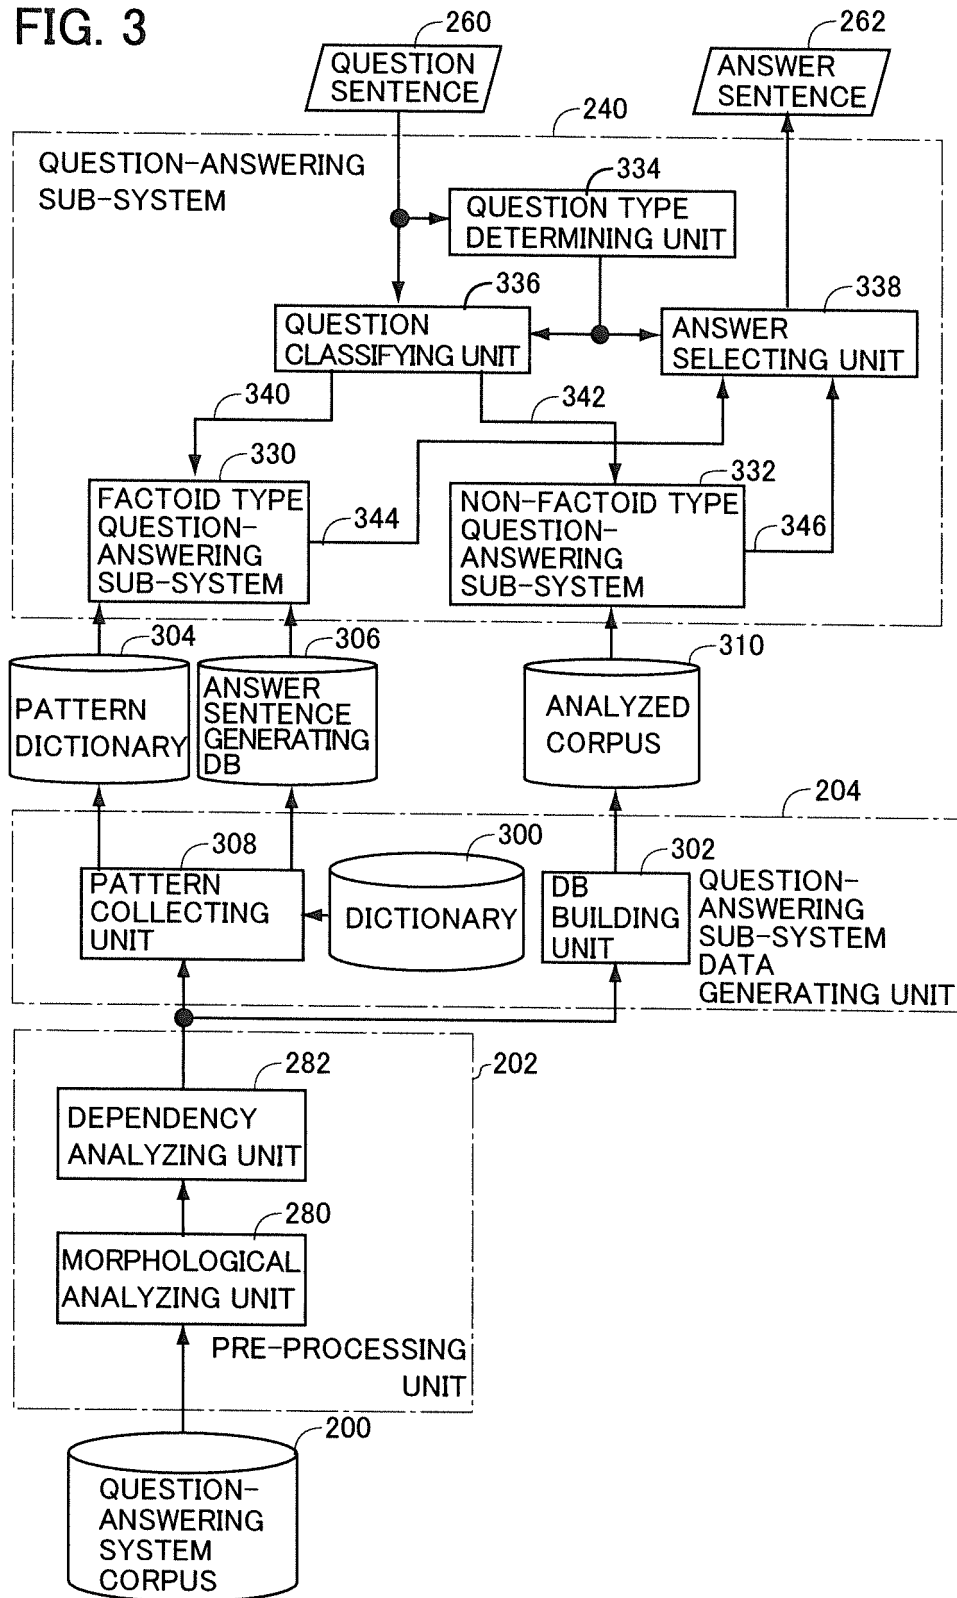 FIG. 3
260
262
QUESTION
SENTENCE
ANSWER
SENTENCE
240
QUESTION-ANSWERING
SUB-SYSTEM
334
QUESTION TYPE
DETERMINING UNIT
336
338
QUESTION
CLASSIFYING UNIT
ANSWER
SELECTING UNIT
340
342
330
332
FACTOID TYPE
QUESTION-
ANSWERING
SUB-SYSTEM
344
NON-FACTOID TYPE
QUESTION-
ANSWERING
SUB-SYSTEM
346
304
306
310
PATTERN
DICTIONARY
ANSWER
SENTENCE
GENERATING
DB
ANALYZED
CORPUS
204
308
300
302
PATTERN
COLLECTING
UNIT
DICTIONARY
DB
BUILDING
UNIT
QUESTION-
ANSWERING
SUB-SYSTEM
DATA
GENERATING UNIT
282
202
DEPENDENCY
ANALYZING UNIT
280
MORPHOLOGICAL
ANALYZING UNIT
PRE-PROCESSING
UNIT
200
QUESTION-
ANSWERING
SYSTEM
CORPUS